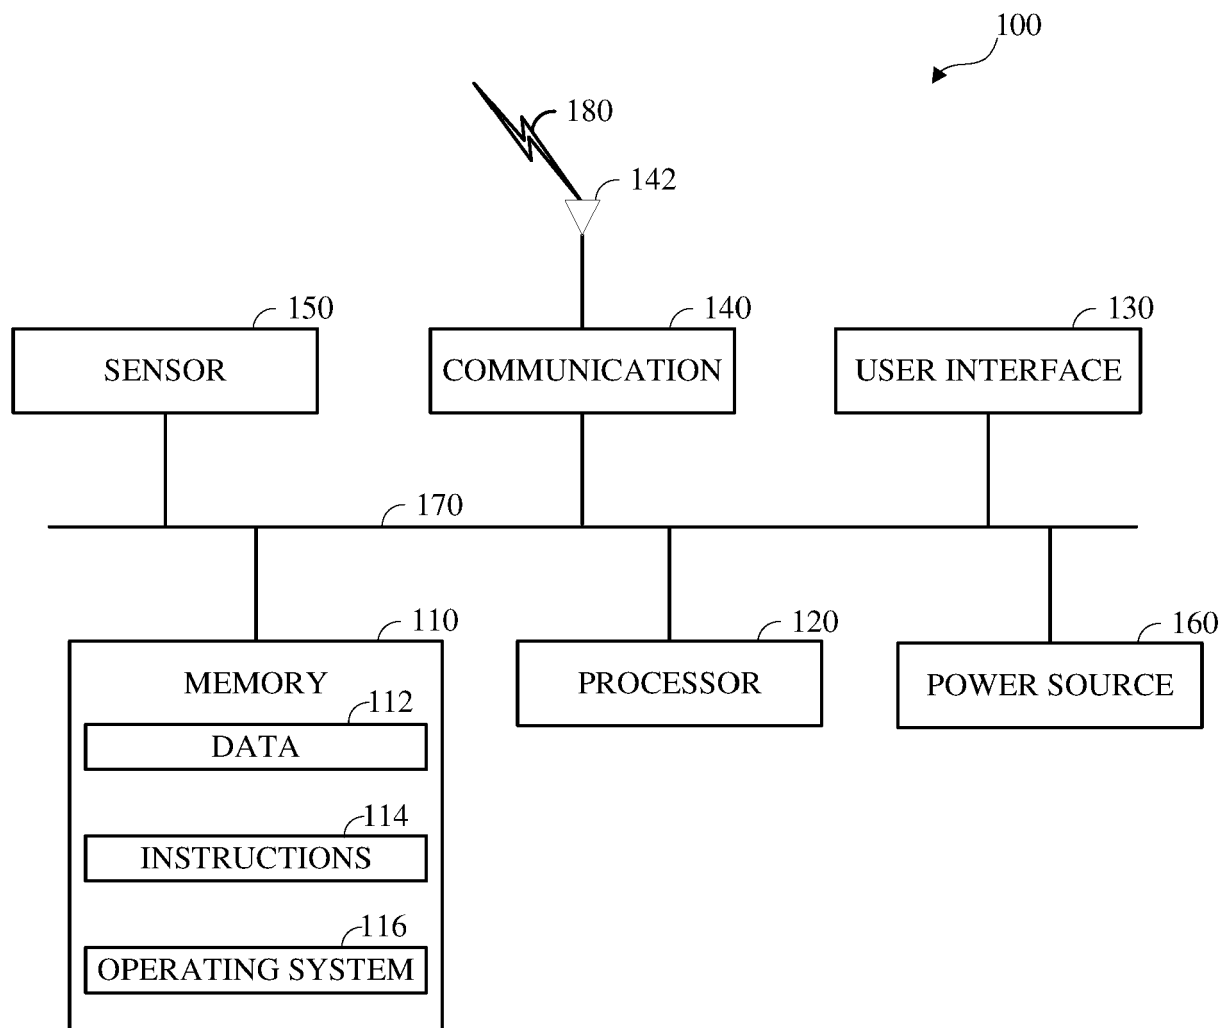 100
180
142
150
140
130
SENSOR
COMMUNICATION
USER INTERFACE
170
110
120
160
MEMORY
PROCESSOR
POWER SOURCE
112
DATA
114
INSTRUCTIONS
116
OPERATING SYSTEM